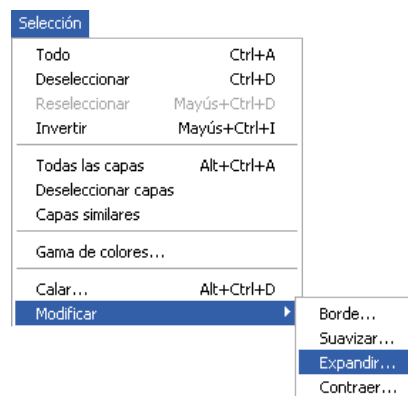 Selección
Todo Ctrl+A
Deseleccionar Ctrl+D
Reseleccionar Mayús+Ctrl+D
Invertir Mayús+Ctrl+I
Todas las capas Alt+Ctrl+A
Deseleccionar capas
Capas similares
Gama de colores...
Calar... Alt+Ctrl+D
Modificar
Borde...
Suavizar...
Expandir...
Contraer...